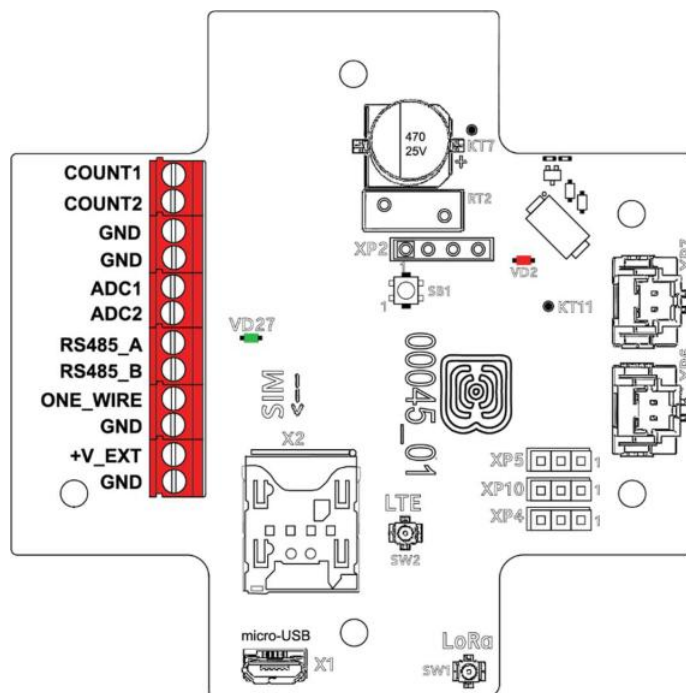 COUNT1
COUNT2
GND
GND
ADC1
ADC2
RS485_A
RS485_B
ONE_WIRE
GND
+V_EXT
GND
470
25V
+
KT7
RT2
XP2
1
SB1
1
VD2
KT11
VD27
SIM
<--
X2
00045_01
XP5
1
XP10
1
XP4
1
LTE
SW2
micro-USB
X1
LoRa
SW1